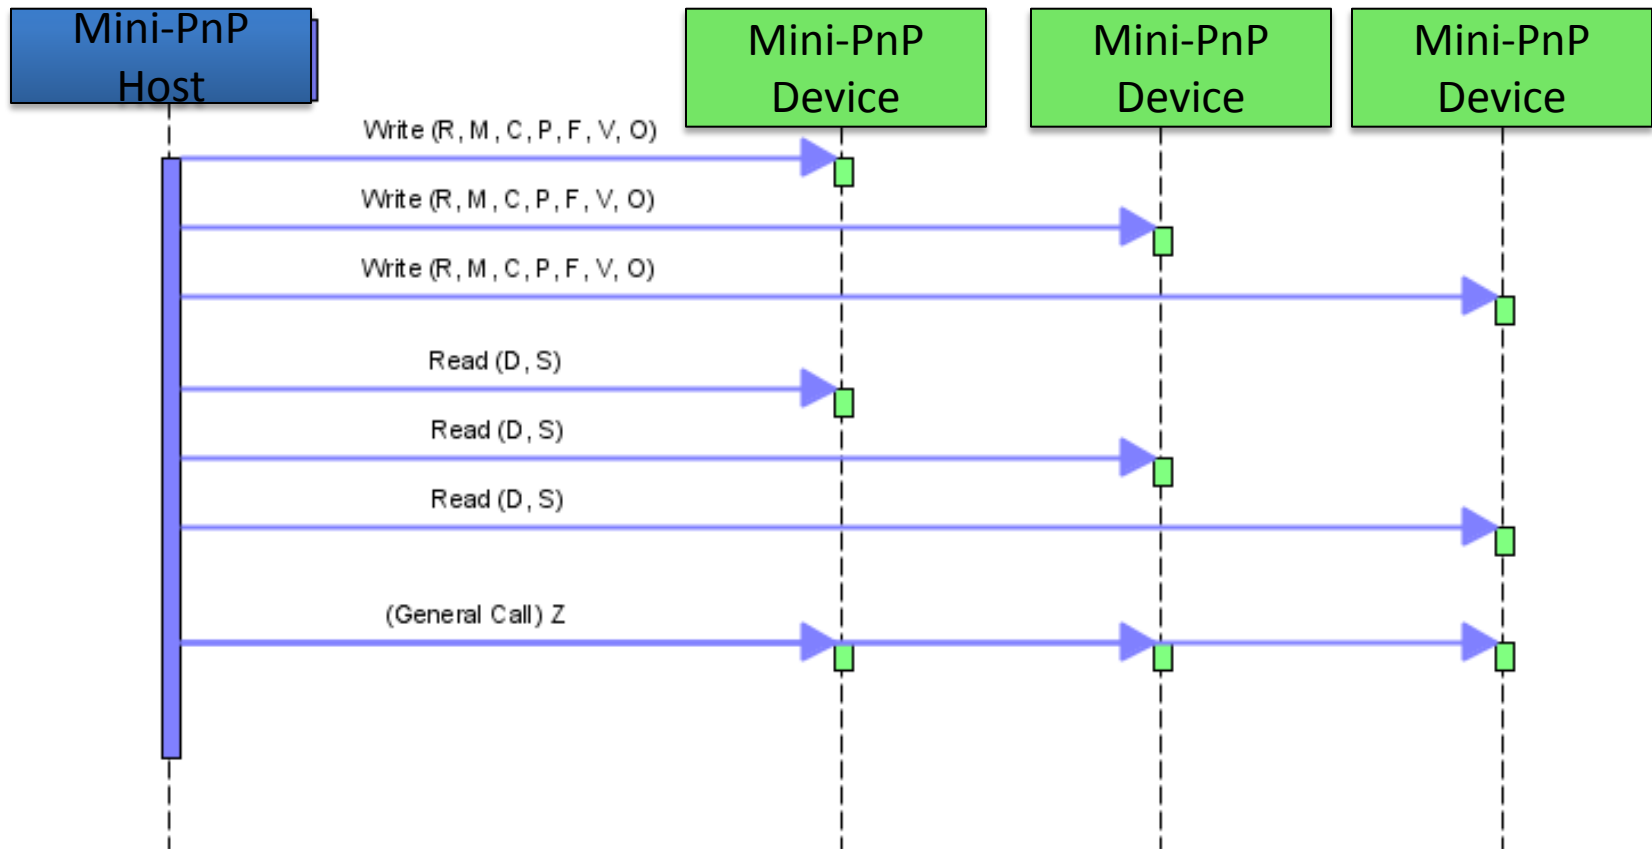 Mini-PnP
Host
Mini-PnP
Device
Mini-PnP
Device
Mini-PnP
Device
Write (R, M, C, P, F, V, O)
Write (R, M, C, P, F, V, O)
Write (R, M, C, P, F, V, O)
Read (D, S)
Read (D, S)
Read (D, S)
(General Call) Z